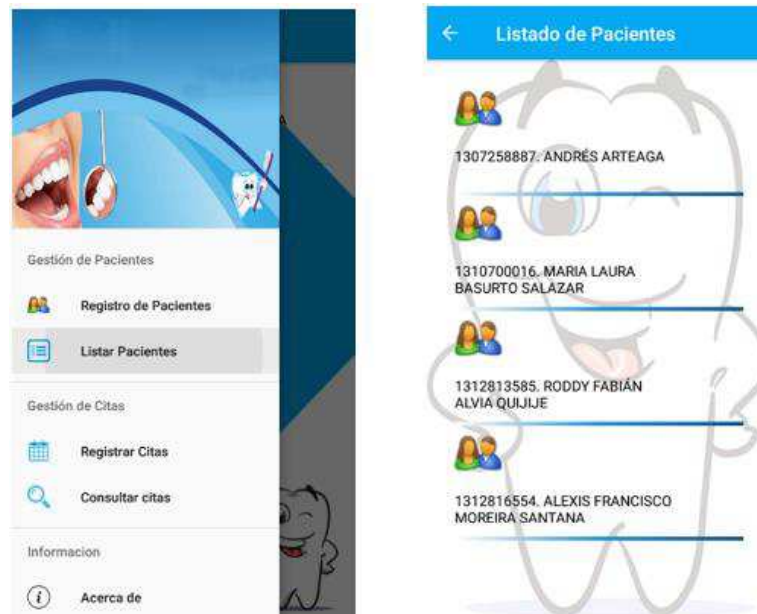 Gestión de Pacientes
Registro de Pacientes
Listar Pacientes
Gestión de Citas
Registrar Citas
Consultar citas
Informacion
Acerca de
A
Listado de Pacientes
1307258887. ANDRÉS ARTEAGA
1310700016. MARIA LAURA
BASURTO SALAZAR
1312813585. RODDY FABIÁN
ALVIA QUIJIJE
1312816554. ALEXIS FRANCISCO
MOREIRA SANTANA